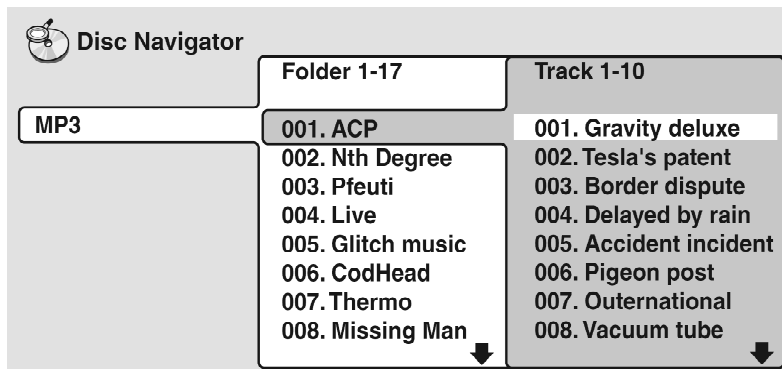 Disc Navigator
Folder 1-17
Track 1-10
MP3
001. ACP
002. Nth Degree
003. Pfeuti
004. Live
005. Glitch music
006. CodHead
007. Thermo
008. Missing Man
001. Gravity deluxe
002. Tesla's patent
003. Border dispute
004. Delayed by rain
005. Accident incident
006. Pigeon post
007. Outernational
008. Vacuum tube